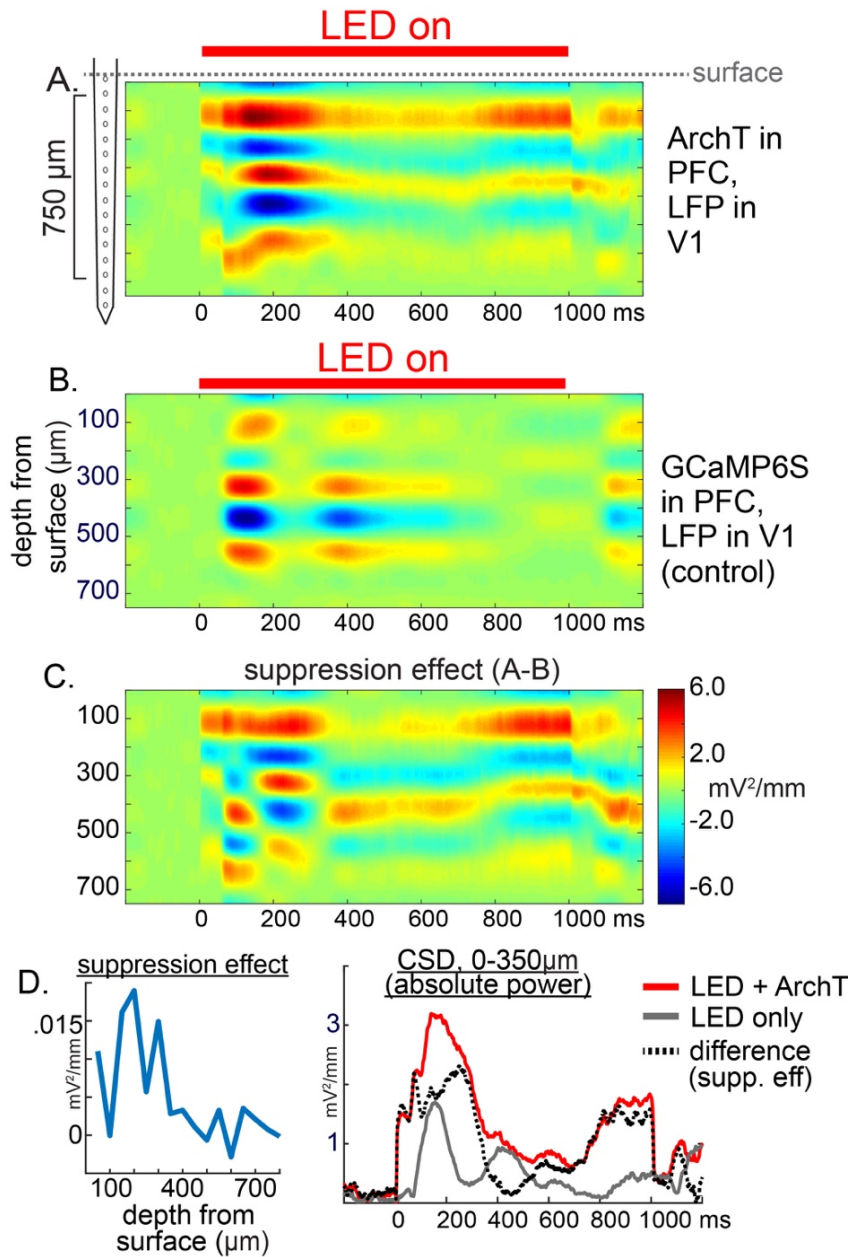 LED on
A.
surface
750 µm
ArchT in
PFC,
LFP in
V1
0 200 400 600 800 1000 ms
LED on
B.
depth from
surface (µm)
100
300
500
700
GCaMP6S
in PFC,
LFP in V1
(control)
0 200 400 600 800 1000 ms
C.
suppression effect (A-B)
100
300
500
700
6.0
2.0
mV²/mm
-2.0
-6.0
0 200 400 600 800 1000 ms
D.
suppression effect
.015
mV²/mm
0
100 400 700
depth from
surface (µm)
CSD, 0-350µm
(absolute power)
3
mV²/mm
1
0 200 400 600 800 1000 ms
LED + ArchT
LED only
difference
(supp. eff)